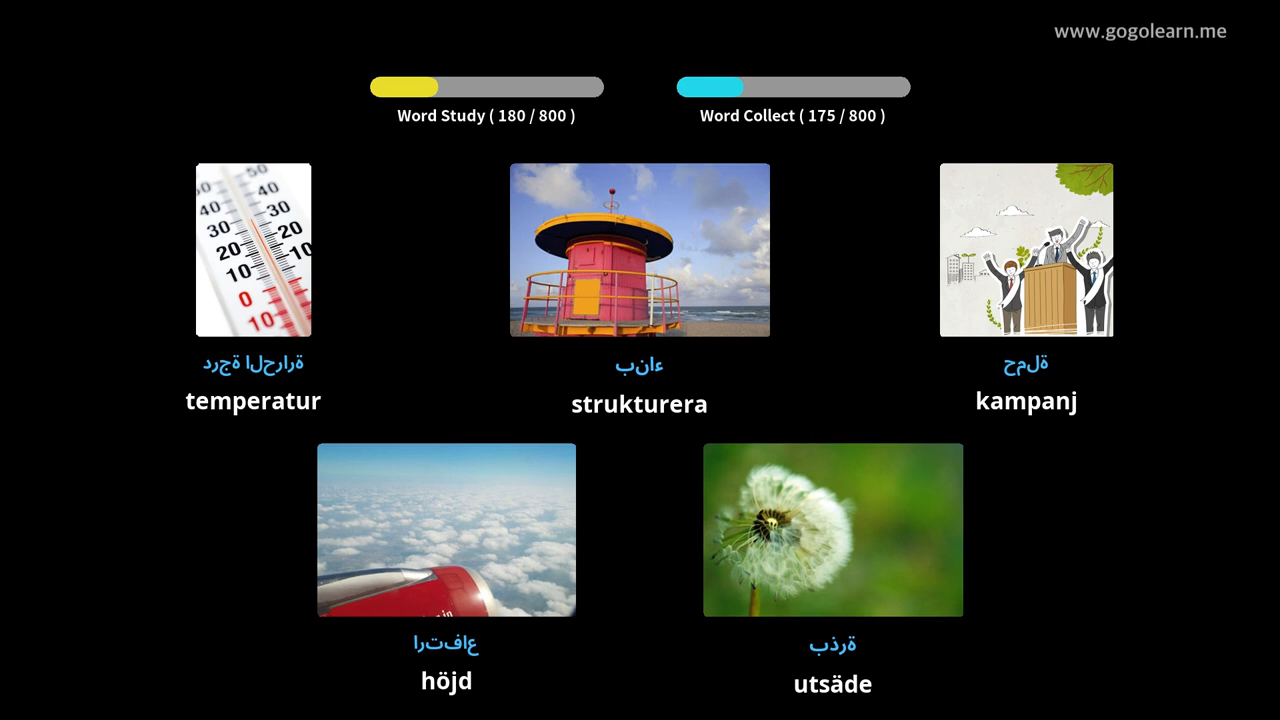 www.gogolearn.me
Word Study ( 180 / 800 )
Word Collect ( 175 / 800 )
درجة الحرارة
temperatur
بناء
strukturera
حملة
kampanj
ارتفاع
höjd
بذرة
utsäde